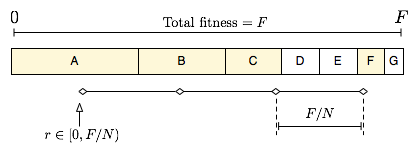 0 F
Total fitness = F
A B C D E F G
F/N
r ∈ [0, F/N)